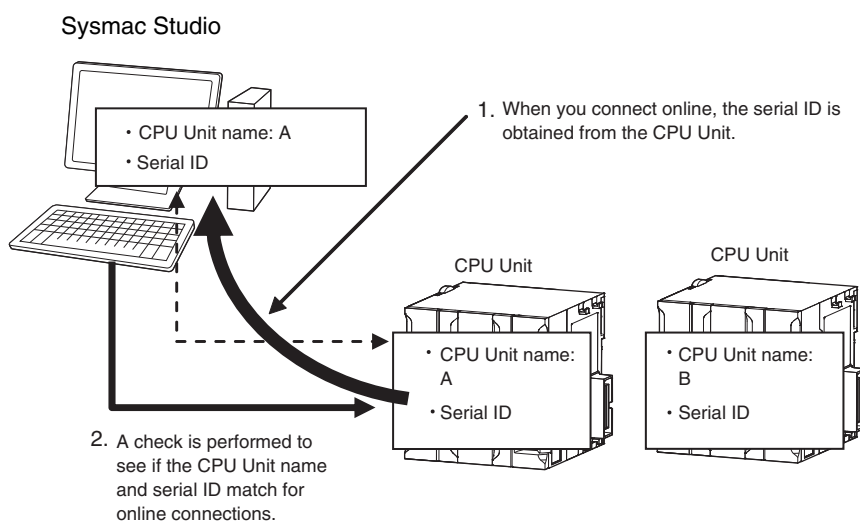 Sysmac Studio
• CPU Unit name: A
• Serial ID
1. When you connect online, the serial ID is
obtained from the CPU Unit.
CPU Unit
• CPU Unit name:
A
• Serial ID
CPU Unit
• CPU Unit name:
B
• Serial ID
2. A check is performed to
see if the CPU Unit name
and serial ID match for
online connections.